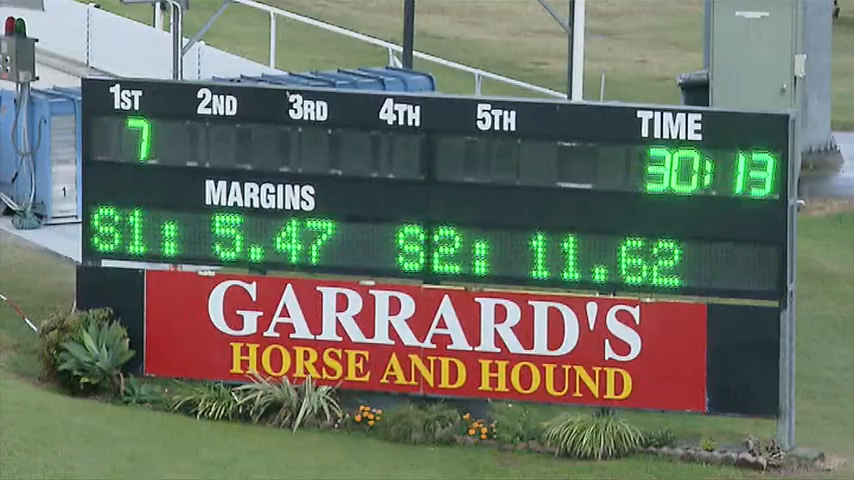 1ST 2ND 3RD 4TH 5TH TIME
7 30:13
MARGINS
S1: 5.47 S2: 11.62
GARRARD'S
HORSE AND HOUND
1